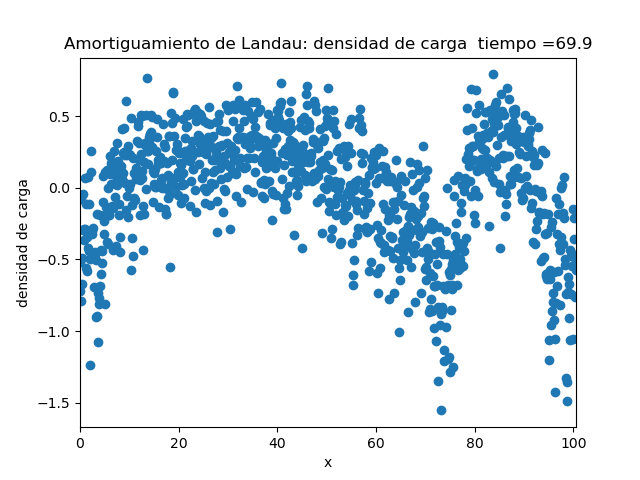 Amortiguamiento de Landau: densidad de carga  tiempo =69.9
densidad de carga
0.5
0.0
−0.5
−1.0
−1.5
0 20 40 60 80 100
x